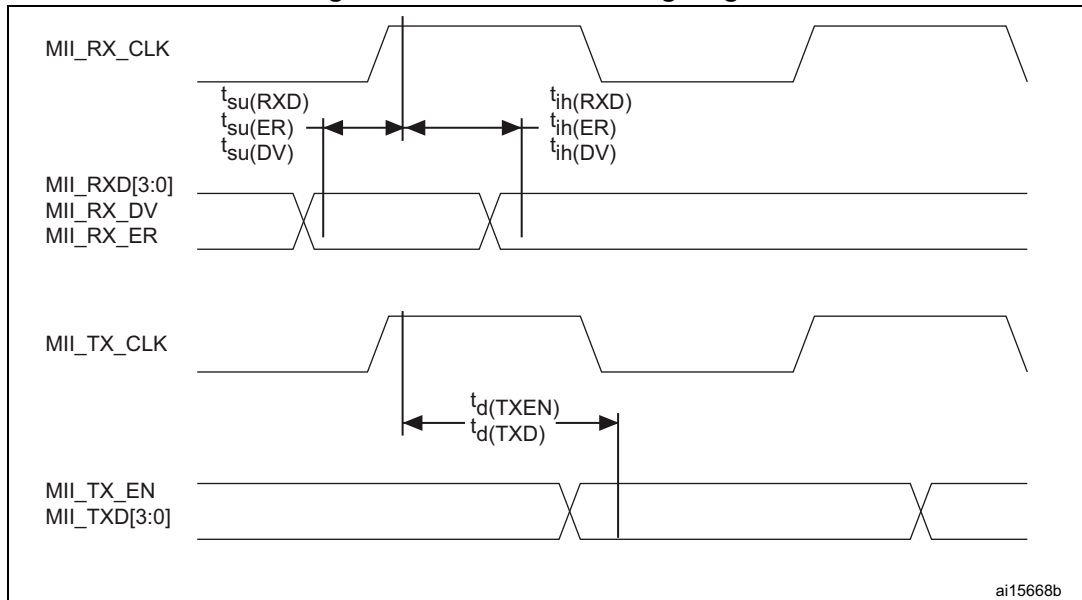 MII_RX_CLK
tsu(RXD)
tsu(ER)
tsu(DV)
tih(RXD)
tih(ER)
tih(DV)
MII_RXD[3:0]
MII_RX_DV
MII_RX_ER
MII_TX_CLK
td(TXEN)
td(TXD)
MII_TX_EN
MII_TXD[3:0]
ai15668b